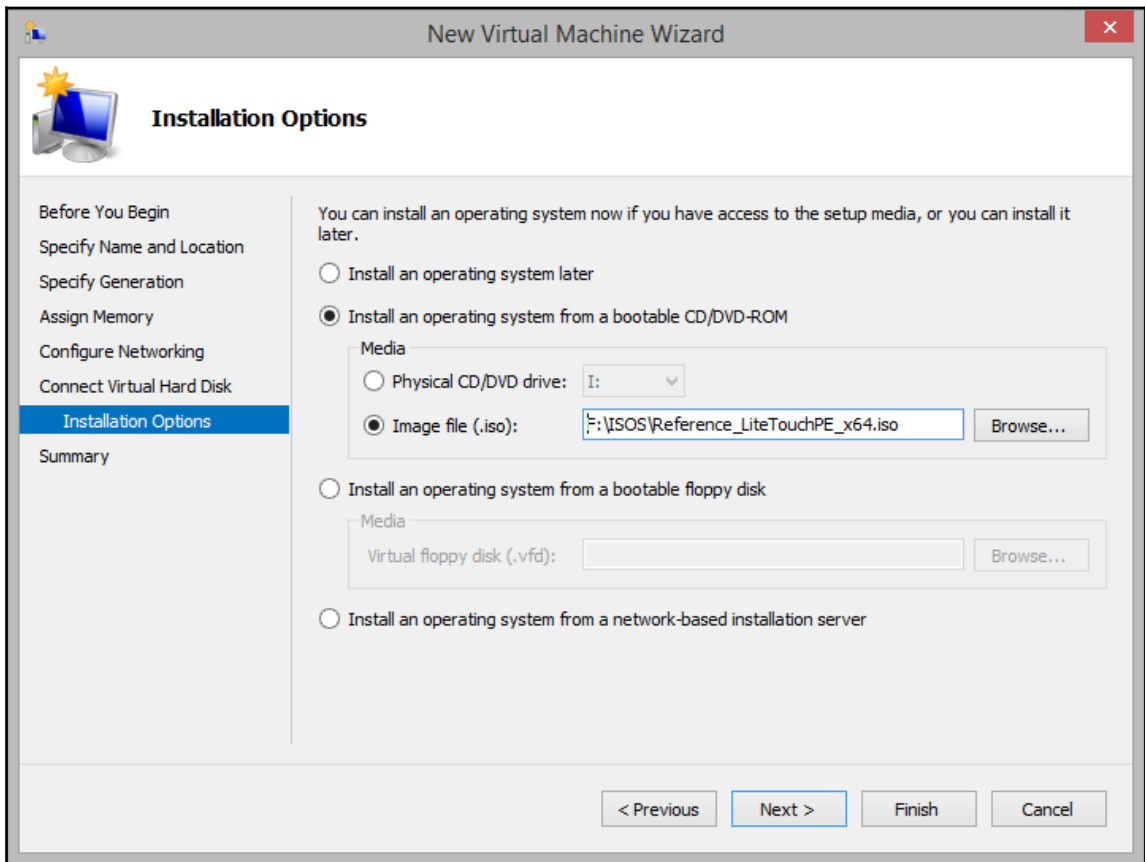 New Virtual Machine Wizard
Installation Options
Before You Begin
Specify Name and Location
Specify Generation
Assign Memory
Configure Networking
Connect Virtual Hard Disk
Installation Options
Summary
You can install an operating system now if you have access to the setup media, or you can install it
later.
Install an operating system later
Install an operating system from a bootable CD/DVD-ROM
Media
Physical CD/DVD drive: I:
Image file (.iso): F:\ISOS\Reference_LiteTouchPE_x64.iso Browse...
Install an operating system from a bootable floppy disk
Media
Virtual floppy disk (.vfd): Browse...
Install an operating system from a network-based installation server
< Previous Next > Finish Cancel